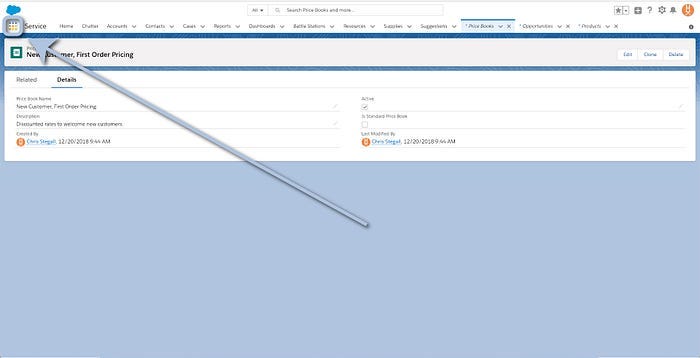 All
Search Price Books and more...
Service
Home
Chatter
Accounts
Contacts
Cases
Reports
Dashboards
Battle Stations
Resources
Supplies
* Price Books
* Opportunities
* Products
New Customer, First Order Pricing
Edit
Clone
Delete
Related
Details
Price Book Name
New Customer, First Order Pricing
Active
Description
Discounted rates to welcome new customers
Is Standard Price Book
Created By
Chris Stegall, 12/20/2018 9:44 AM
Last Modified By
Chris Stegall, 12/20/2018 9:44 AM